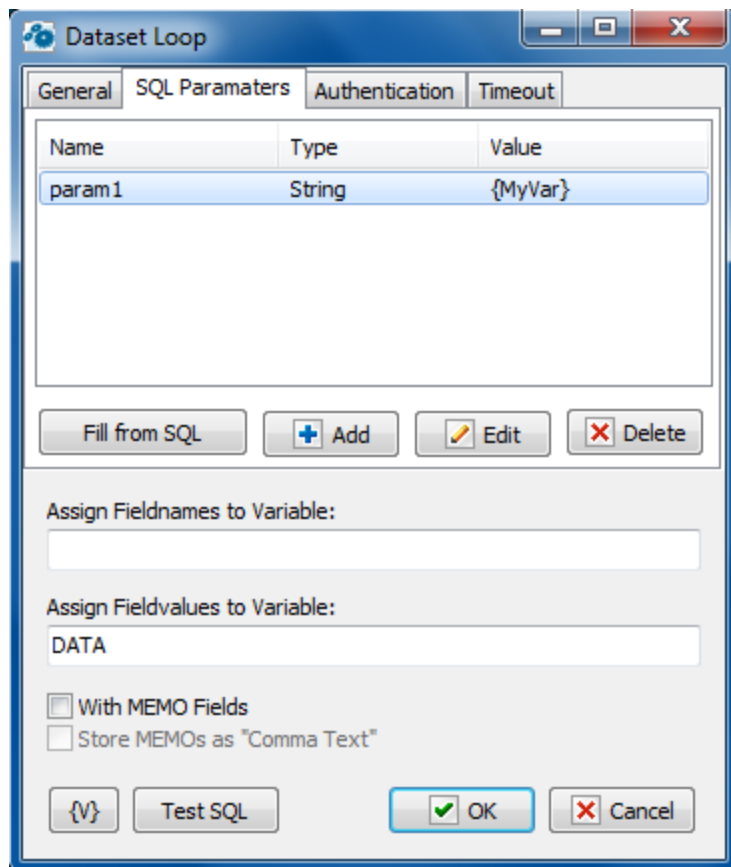 Dataset Loop
General SQL Paramaters Authentication Timeout
Name Type Value
param1 String {MyVar}
Fill from SQL Add Edit Delete
Assign Fieldnames to Variable:
Assign Fieldvalues to Variable:
DATA
With MEMO Fields
Store MEMOs as "Comma Text"
{V} Test SQL OK Cancel